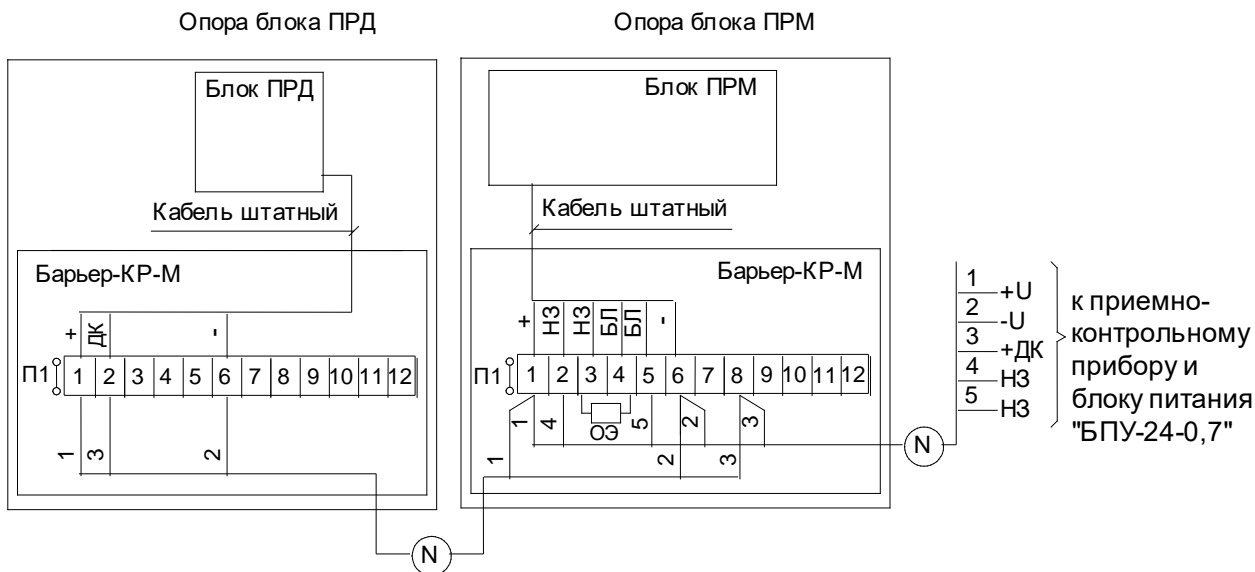 Опора блока ПРД
Опора блока ПРМ
Блок ПРД
Блок ПРМ
Кабель штатный
Кабель штатный
Барьер-КР-М
Барьер-КР-М
+ ДК -
+ НЗ НЗ БЛ БЛ -
П1 1 2 3 4 5 6 7 8 9 10 11 12
П1 1 2 3 4 5 6 7 8 9 10 11 12
1 3 2
1 4 ОЭ 5 2 3
1 2 3
N
N
1 +U
2 -U
3 +ДК
4 НЗ
5 НЗ
к приемно-
контрольному
прибору и
блоку питания
"БПУ-24-0,7"